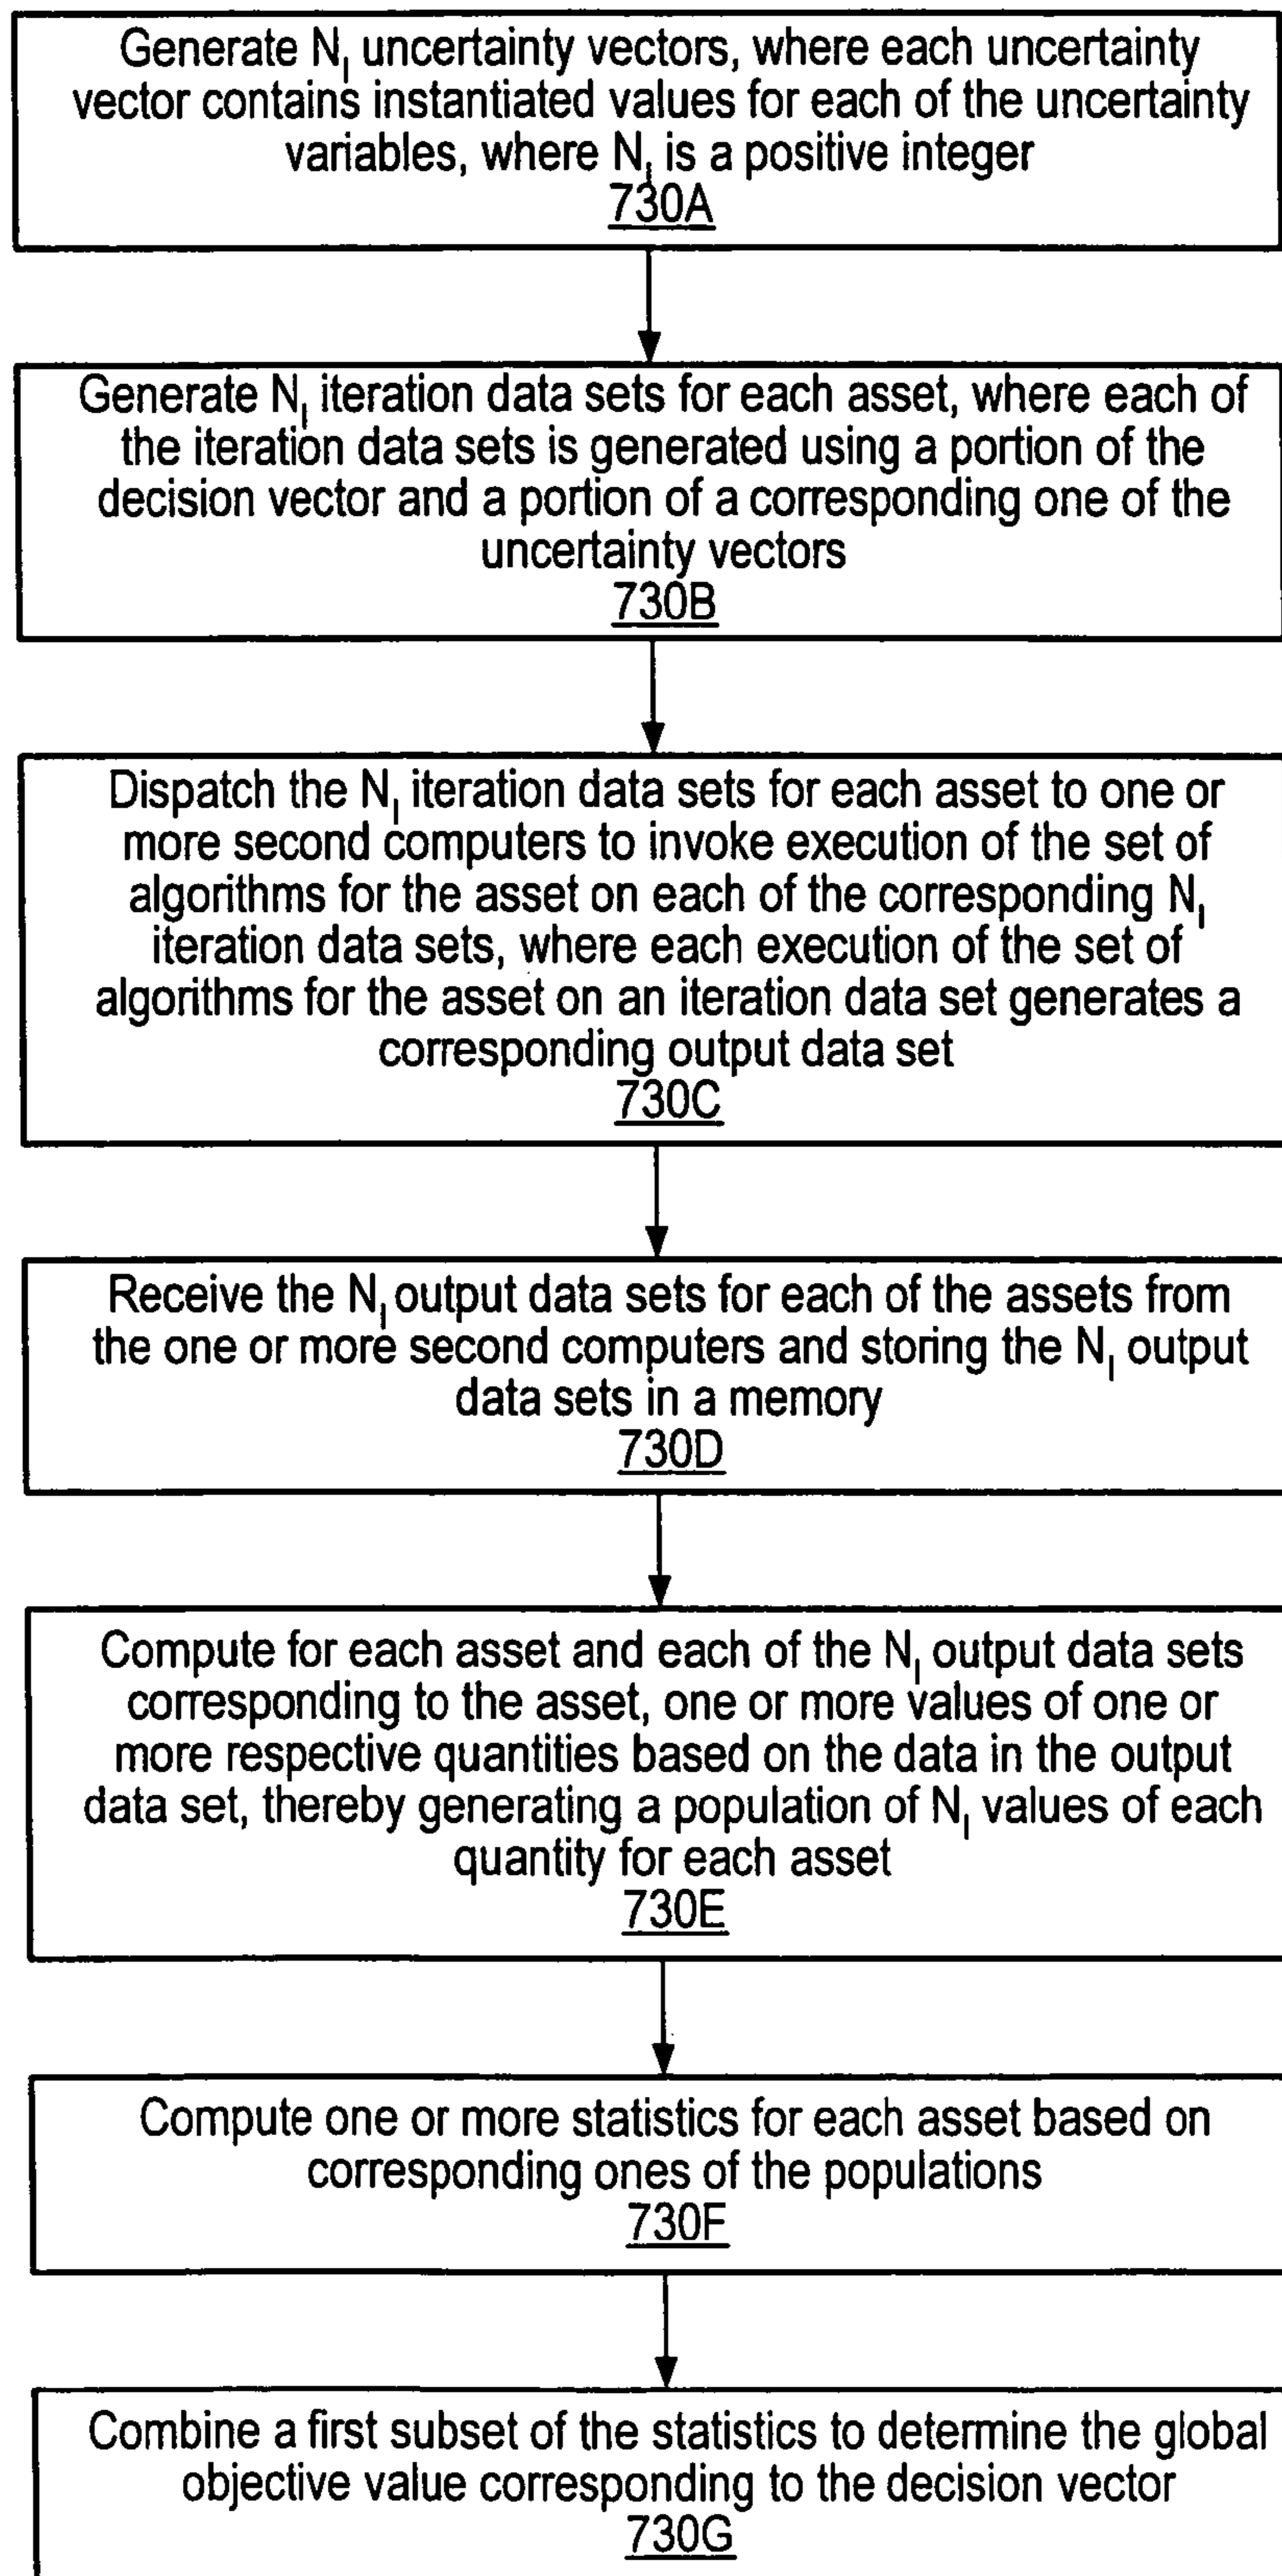 Generate N_I uncertainty vectors, where each uncertainty
vector contains instantiated values for each of the uncertainty
variables, where N_I is a positive integer
730A
Generate N_I iteration data sets for each asset, where each of
the iteration data sets is generated using a portion of the
decision vector and a portion of a corresponding one of the
uncertainty vectors
730B
Dispatch the N_I iteration data sets for each asset to one or
more second computers to invoke execution of the set of
algorithms for the asset on each of the corresponding N_I
iteration data sets, where each execution of the set of
algorithms for the asset on an iteration data set generates a
corresponding output data set
730C
Receive the N_I output data sets for each of the assets from
the one or more second computers and storing the N_I output
data sets in a memory
730D
Compute for each asset and each of the N_I output data sets
corresponding to the asset, one or more values of one or
more respective quantities based on the data in the output
data set, thereby generating a population of N_I values of each
quantity for each asset
730E
Compute one or more statistics for each asset based on
corresponding ones of the populations
730F
Combine a first subset of the statistics to determine the global
objective value corresponding to the decision vector
730G